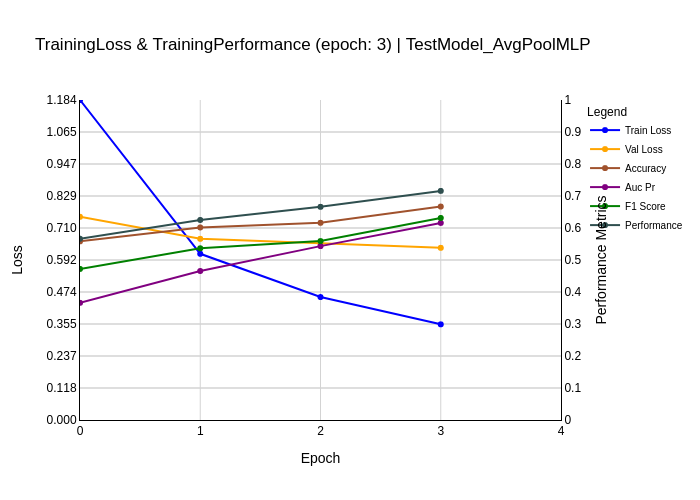 TrainingLoss & TrainingPerformance (epoch: 3) | TestModel_AvgPoolMLP
Legend
Train Loss
Val Loss
Accuracy
Auc Pr
F1 Score
Performance
Loss
1.184
1.065
0.947
0.829
0.710
0.592
0.474
0.355
0.237
0.118
0.000
1
0.9
0.8
0.7
0.6
0.5
0.4
0.3
0.2
0.1
0
Performance Metrics
0 1 2 3 4
Epoch